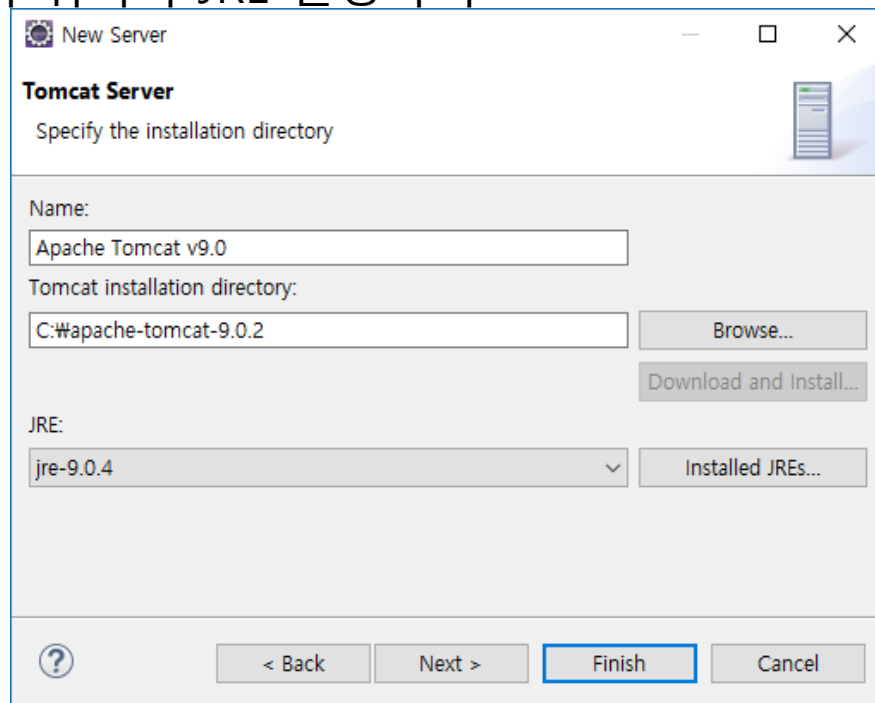 New Server
Tomcat Server
Specify the installation directory
Name:
Apache Tomcat v9.0
Tomcat installation directory:
C:₩apache-tomcat-9.0.2
Browse...
Download and Install...
JRE:
jre-9.0.4
Installed JREs...
?
< Back
Next >
Finish
Cancel